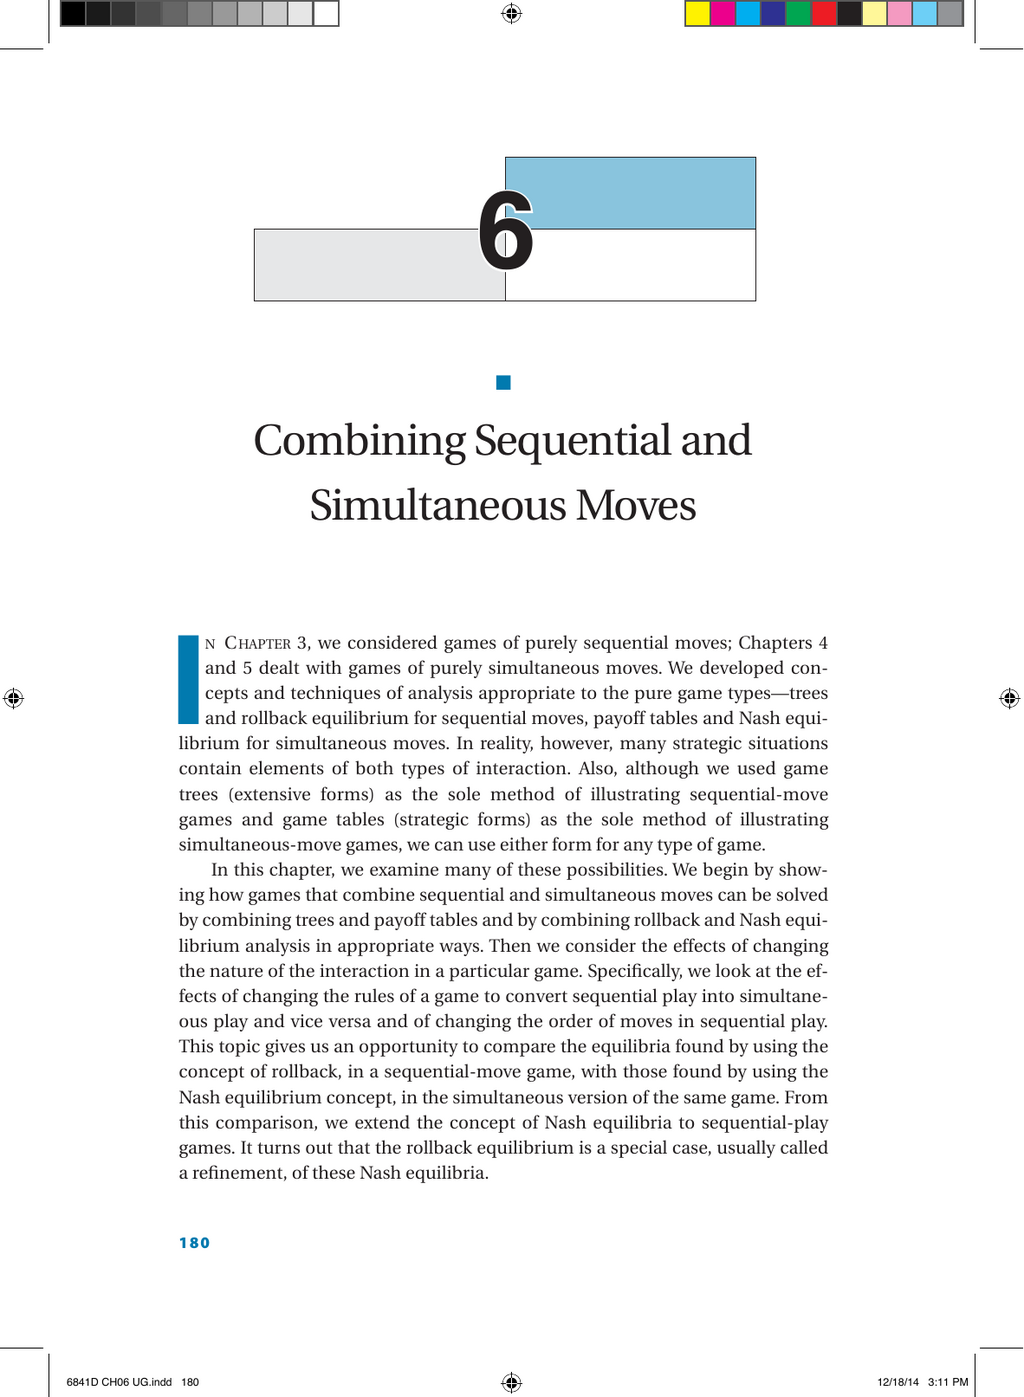 6
Combining Sequential and
Simultaneous Moves
IN CHAPTER 3, we considered games of purely sequential moves; Chapters 4
and 5 dealt with games of purely simultaneous moves. We developed con-
cepts and techniques of analysis appropriate to the pure game types—trees
and rollback equilibrium for sequential moves, payoff tables and Nash equi-
librium for simultaneous moves. In reality, however, many strategic situations
contain elements of both types of interaction. Also, although we used game
trees (extensive forms) as the sole method of illustrating sequential-move
games and game tables (strategic forms) as the sole method of illustrating
simultaneous-move games, we can use either form for any type of game.
In this chapter, we examine many of these possibilities. We begin by show-
ing how games that combine sequential and simultaneous moves can be solved
by combining trees and payoff tables and by combining rollback and Nash equi-
librium analysis in appropriate ways. Then we consider the effects of changing
the nature of the interaction in a particular game. Specifically, we look at the ef-
fects of changing the rules of a game to convert sequential play into simultane-
ous play and vice versa and of changing the order of moves in sequential play.
This topic gives us an opportunity to compare the equilibria found by using the
concept of rollback, in a sequential-move game, with those found by using the
Nash equilibrium concept, in the simultaneous version of the same game. From
this comparison, we extend the concept of Nash equilibria to sequential-play
games. It turns out that the rollback equilibrium is a special case, usually called
a refinement, of these Nash equilibria.
180
6841D CH06 UG.indd 180
12/18/14 3:11 PM